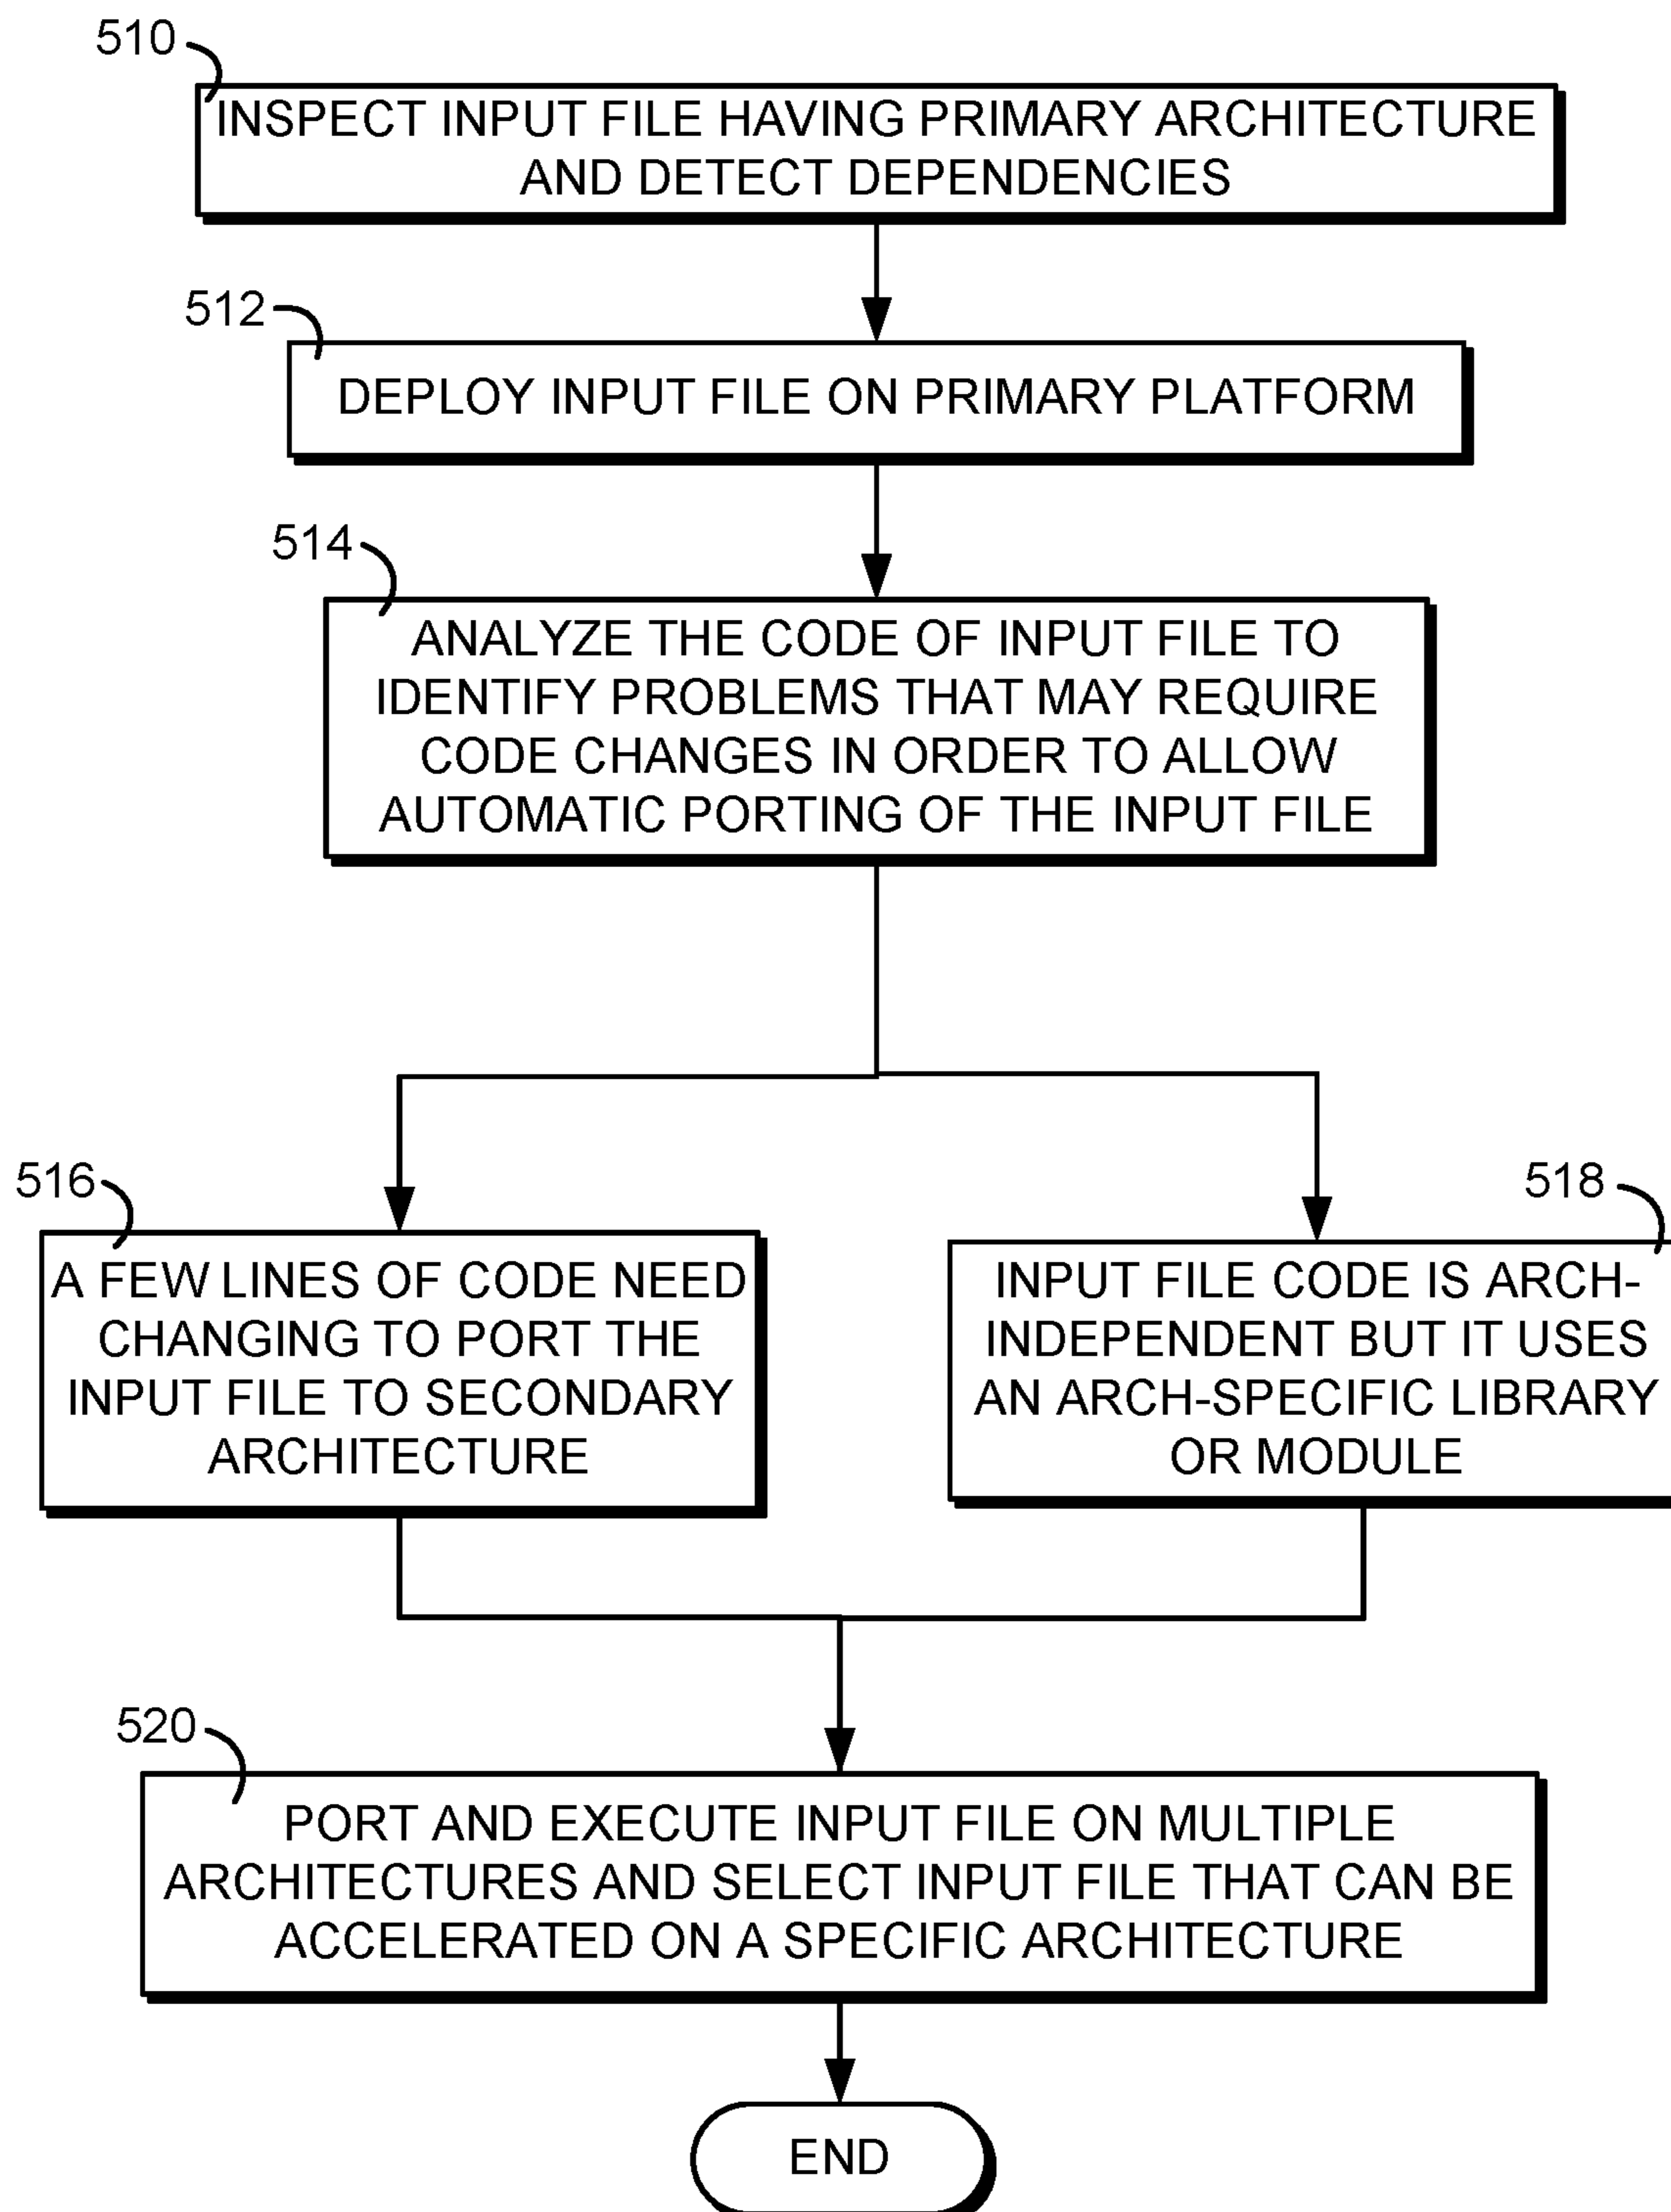 510
INSPECT INPUT FILE HAVING PRIMARY ARCHITECTURE
AND DETECT DEPENDENCIES
512
DEPLOY INPUT FILE ON PRIMARY PLATFORM
514
ANALYZE THE CODE OF INPUT FILE TO
IDENTIFY PROBLEMS THAT MAY REQUIRE
CODE CHANGES IN ORDER TO ALLOW
AUTOMATIC PORTING OF THE INPUT FILE
516
A FEW LINES OF CODE NEED
CHANGING TO PORT THE
INPUT FILE TO SECONDARY
ARCHITECTURE
518
INPUT FILE CODE IS ARCH-
INDEPENDENT BUT IT USES
AN ARCH-SPECIFIC LIBRARY
OR MODULE
520
PORT AND EXECUTE INPUT FILE ON MULTIPLE
ARCHITECTURES AND SELECT INPUT FILE THAT CAN BE
ACCELERATED ON A SPECIFIC ARCHITECTURE
END